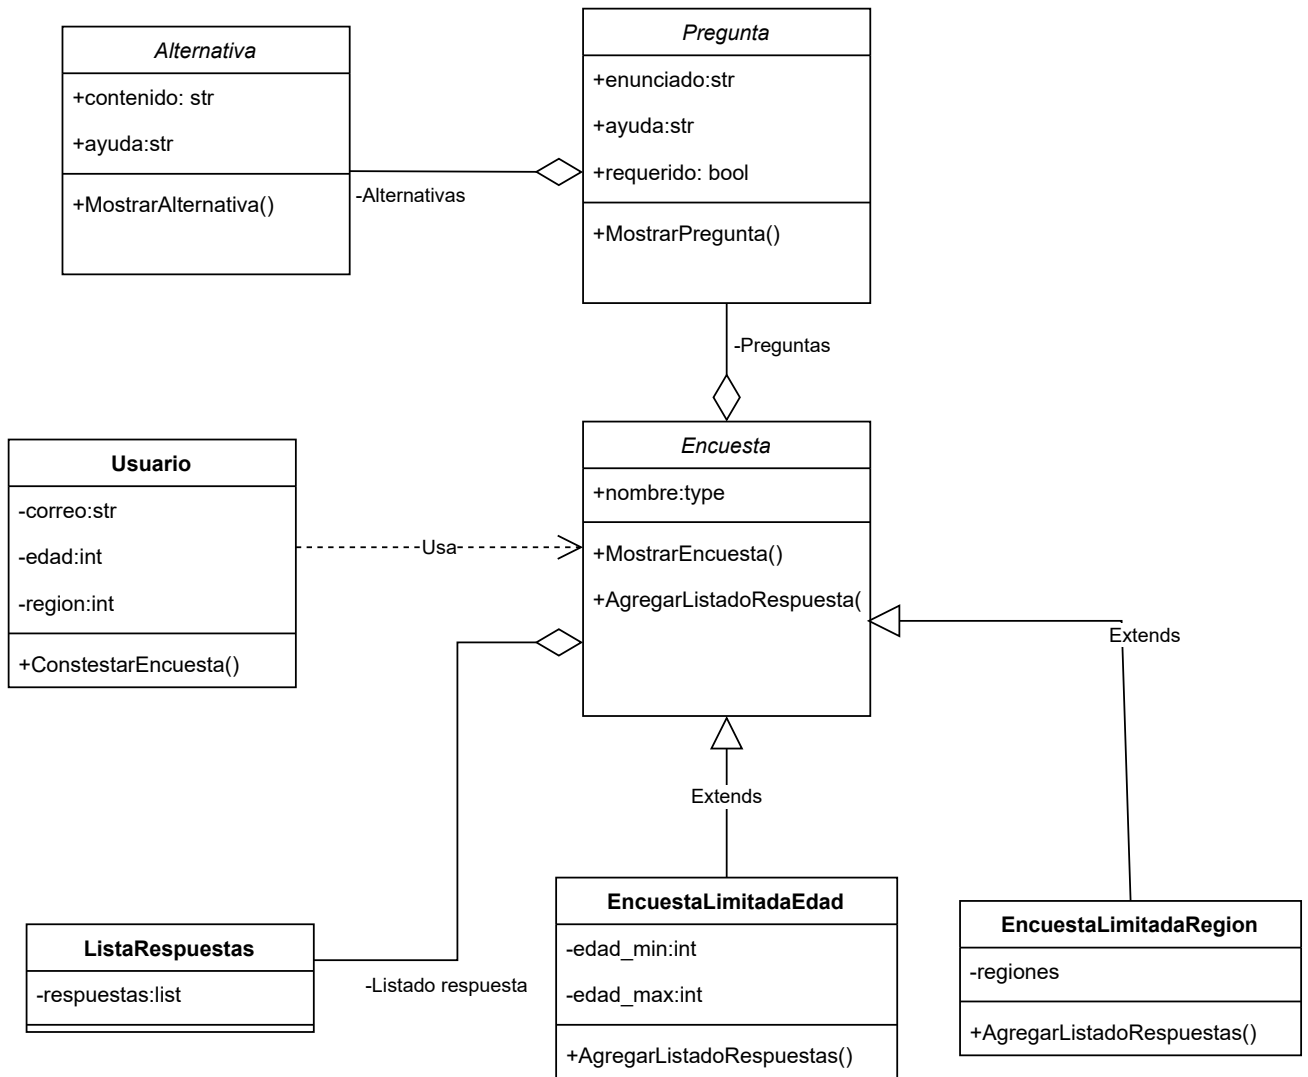 Alternativa
+contenido: str
+ayuda:str
+MostrarAlternativa()
-Alternativas
Pregunta
+enunciado:str
+ayuda:str
+requerido: bool
+MostrarPregunta()
-Preguntas
Usuario
-correo:str
-edad:int
-region:int
+ConstestarEncuesta()
Usa
Encuesta
+nombre:type
+MostrarEncuesta()
+AgregarListadoRespuesta(
Extends
Extends
ListaRespuestas
-respuestas:list
-Listado respuesta
EncuestaLimitadaEdad
-edad_min:int
-edad_max:int
+AgregarListadoRespuestas()
EncuestaLimitadaRegion
-regiones
+AgregarListadoRespuestas()